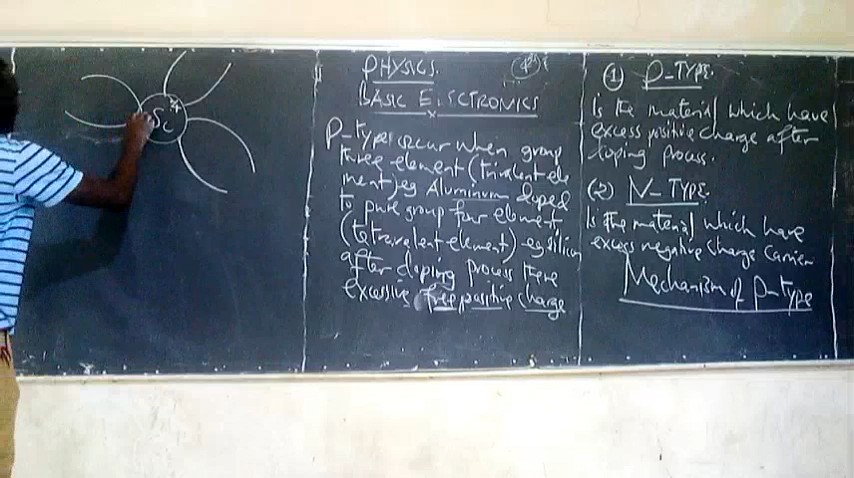 PHYSICS.
BASIC ELSCTRONICS
P-type occur when group
three element (trivalent ele
ment) eg Aluminum doped
to pure group four element
(tetravalent element) - eg silicon
after doping process there
excessive free positive charge
(1) P-TYPE.
Is the material which have
excess positive charge after
doping process.
(2) N-TYPE.
Is the material which have
excess negative charge carrier
Mechanism of p-type